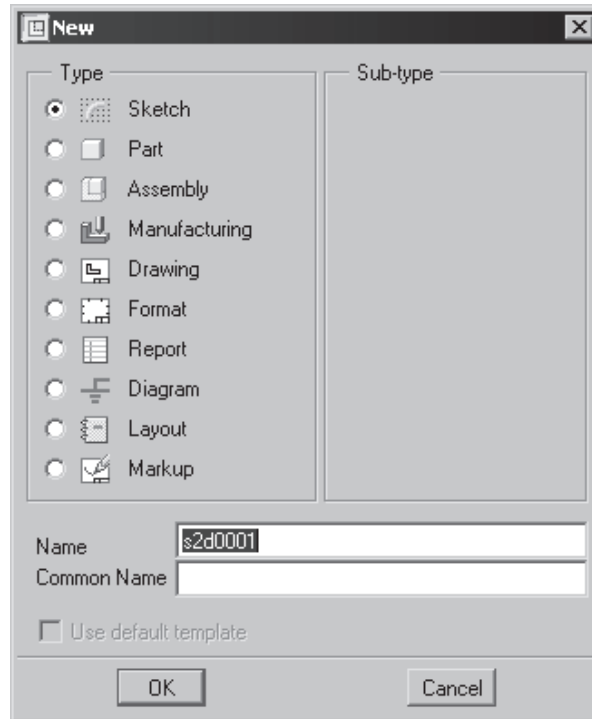 New
Type
Sub-type
Sketch
Part
Assembly
Manufacturing
Drawing
Format
Report
Diagram
Layout
Markup
Name s2d0001
Common Name
Use default template
OK Cancel